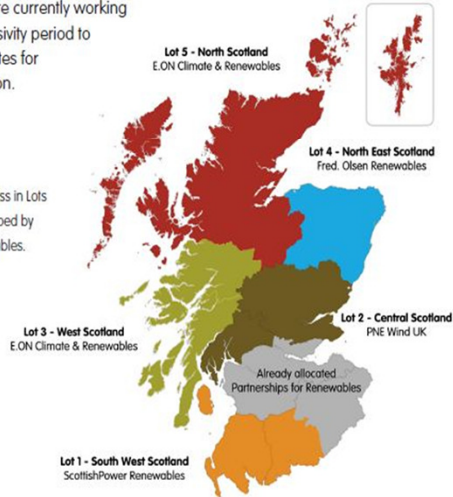 re currently working
sivity period to
tes for
on.
ss in Lots
ped by
bles.
Lot 5 - North Scotland
E.ON Climate & Renewables
Lot 4 - North East Scotland
Fred. Olsen Renewables
Lot 2 - Central Scotland
PNE Wind UK
Lot 3 - West Scotland
E.ON Climate & Renewables
Already allocated
Partnerships for Renewables
Lot 1 - South West Scotland
ScottishPower Renewables